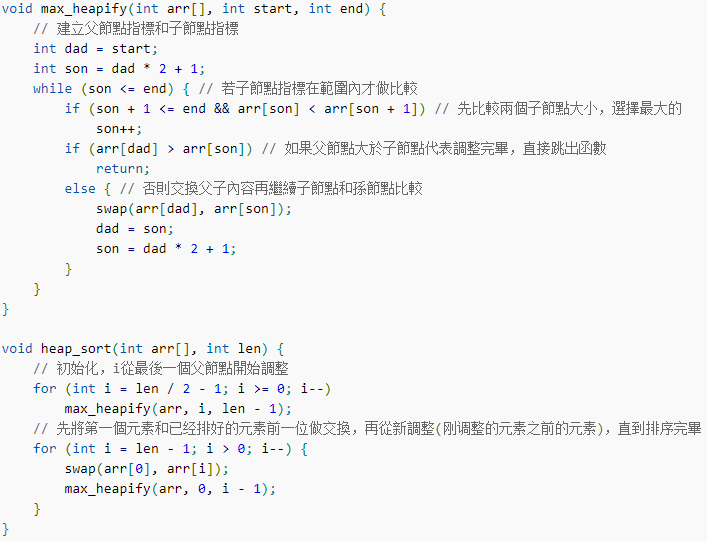 void max_heapify(int arr[], int start, int end) {
    // 建立父節點指標和子節點指標
    int dad = start;
    int son = dad * 2 + 1;
    while (son <= end) { // 若子節點指標在範圍內才做比較
        if (son + 1 <= end && arr[son] < arr[son + 1]) // 先比較兩個子節點大小，選擇最大的
            son++;
        if (arr[dad] > arr[son]) // 如果父節點大於子節點代表調整完畢，直接跳出函數
            return;
        else { // 否則交換父子內容再繼續子節點和孫節點比較
            swap(arr[dad], arr[son]);
            dad = son;
            son = dad * 2 + 1;
        }
    }
}

void heap_sort(int arr[], int len) {
    // 初始化，i從最後一個父節點開始調整
    for (int i = len / 2 - 1; i >= 0; i--)
        max_heapify(arr, i, len - 1);
    // 先將第一個元素和已经排好的元素前一位做交換，再從新調整(刚调整的元素之前的元素)，直到排序完畢
    for (int i = len - 1; i > 0; i--) {
        swap(arr[0], arr[i]);
        max_heapify(arr, 0, i - 1);
    }
}